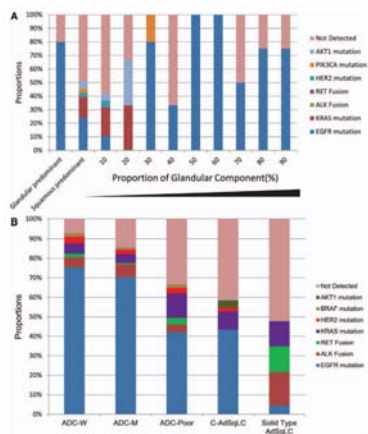 A
100%
90%
80%
70%
60%
50%
40%
30%
20%
10%
0%
Proportions
Glandular predominant
Squamous predominant
10
20
30
40
50
60
70
80
90
Proportion of Glandular Component(%)
Not Detected
AKT1 mutation
PIK3CA mutation
HER2 mutation
RET Fusion
ALK Fusion
KRAS mutation
EGFR mutation
B
100%
90%
80%
70%
60%
50%
40%
30%
20%
10%
0%
Proportions
ADC-W
ADC-M
ADC-Poor
C-AdSqLC
Solid Type
AdSqLC
Not Detected
AKT1 mutation
BRAF mutation
HER2 mutation
KRAS mutation
RET Fusion
ALK Fusion
EGFR mutation